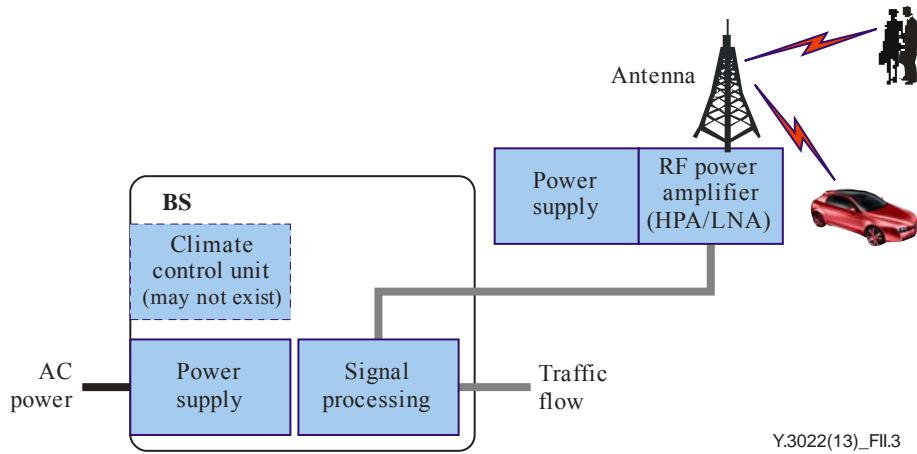 Antenna
Power
supply
RF power
amplifier
(HPA/LNA)
BS
Climate
control unit
(may not exist)
AC
power
Power
supply
Signal
processing
Traffic
flow
Y.3022(13)_FII.3